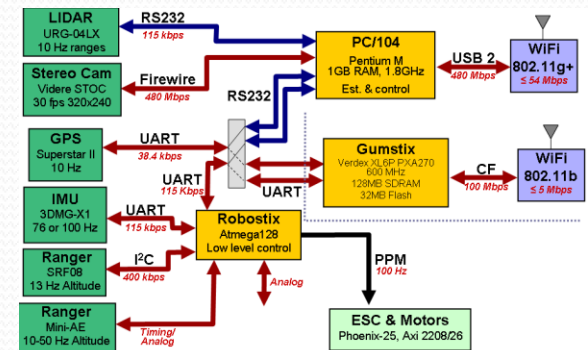 LIDAR
URG-04LX
10 Hz ranges
RS232
115 kbps
Stereo Cam
Videre STOC
30 fps 320x240
Firewire
480 Mbps
PC/104
Pentium M
1GB RAM, 1.8GHz
Est. & control
USB 2
480 Mbps
WiFi
802.11g+
≤ 54 Mbps
RS232
GPS
Superstar II
10 Hz
UART
38.4 kbps
UART
115 Kbps
UART
Gumstix
Verdex XL6P PXA270
600 MHz
128MB SDRAM
32MB Flash
CF
100 Mbps
WiFi
802.11b
≤ 5 Mbps
IMU
3DMG-X1
76 or 100 Hz
UART
115 kbps
Robostix
Atmega128
Low level control
PPM
100 Hz
Ranger
SRF08
13 Hz Altitude
I²C
400 kbps
Analog
Ranger
Mini-AE
10-50 Hz Altitude
Timing/
Analog
ESC & Motors
Phoenix-25, Axi 2208/26